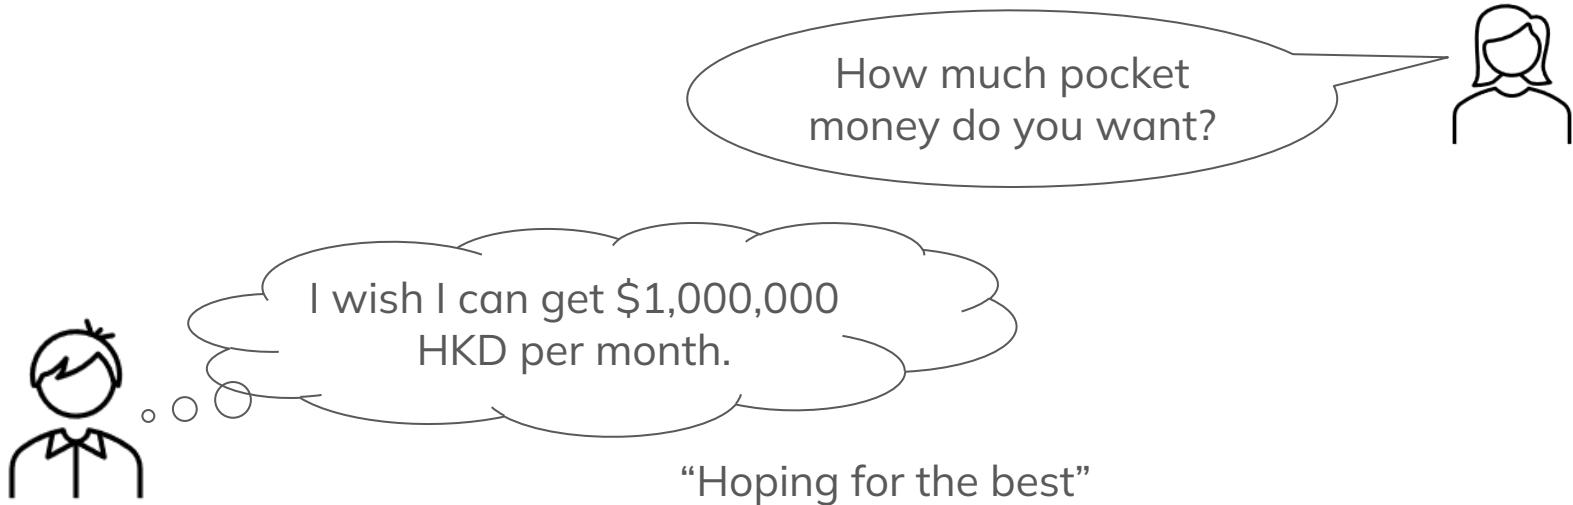 How much pocket
money do you want?
I wish I can get $1,000,000
HKD per month.
“Hoping for the best”